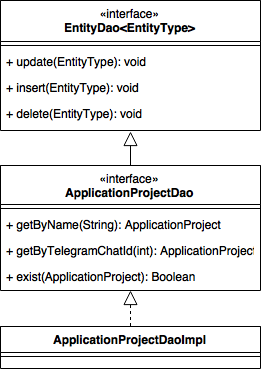 «interface»
EntityDao<EntityType>
+ update(EntityType): void
+ insert(EntityType): void
+ delete(EntityType): void
«interface»
ApplicationProjectDao
+ getByName(String): ApplicationProject
+ getByTelegramChatId(int): ApplicationProject
+ exist(ApplicationProject): Boolean
ApplicationProjectDaoImpl